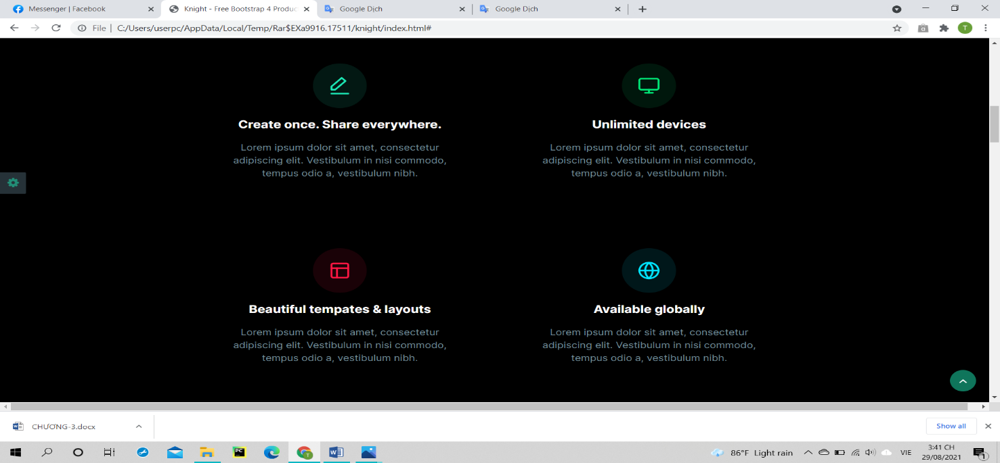 Messenger | Facebook
Knight - Free Bootstrap 4 Produc
Google Dịch
Google Dịch
File | C:/Users/userpc/AppData/Local/Temp/Rar$EXa9916.17511/knight/index.html#
T
Create once. Share everywhere.
Lorem ipsum dolor sit amet, consectetur
adipiscing elit. Vestibulum in nisi commodo,
tempus odio a, vestibulum nibh.
Unlimited devices
Lorem ipsum dolor sit amet, consectetur
adipiscing elit. Vestibulum in nisi commodo,
tempus odio a, vestibulum nibh.
Beautiful tempates & layouts
Lorem ipsum dolor sit amet, consectetur
adipiscing elit. Vestibulum in nisi commodo,
tempus odio a, vestibulum nibh.
Available globally
Lorem ipsum dolor sit amet, consectetur
adipiscing elit. Vestibulum in nisi commodo,
tempus odio a, vestibulum nibh.
CHƯƠNG-3.docx
Show all
PC
T
86°F Light rain
VIE
3:41 CH
29/08/2021
1